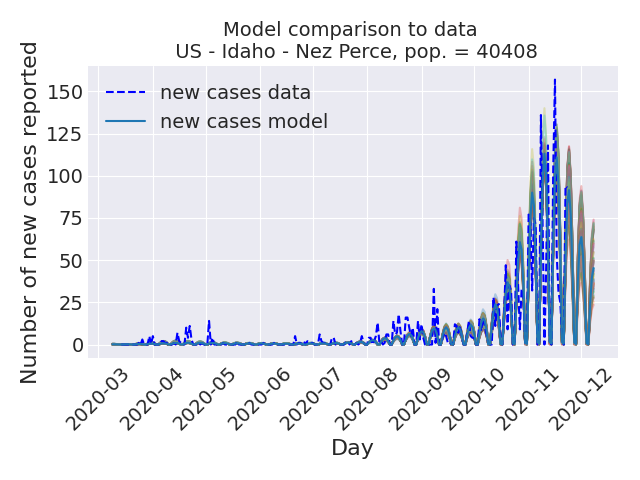 Model comparison to data
US - Idaho - Nez Perce, pop. = 40408
Number of new cases reported
150
125
100
75
50
25
0
new cases data
new cases model
2020-03
2020-04
2020-05
2020-06
2020-07
2020-08
2020-09
2020-10
2020-11
2020-12
Day